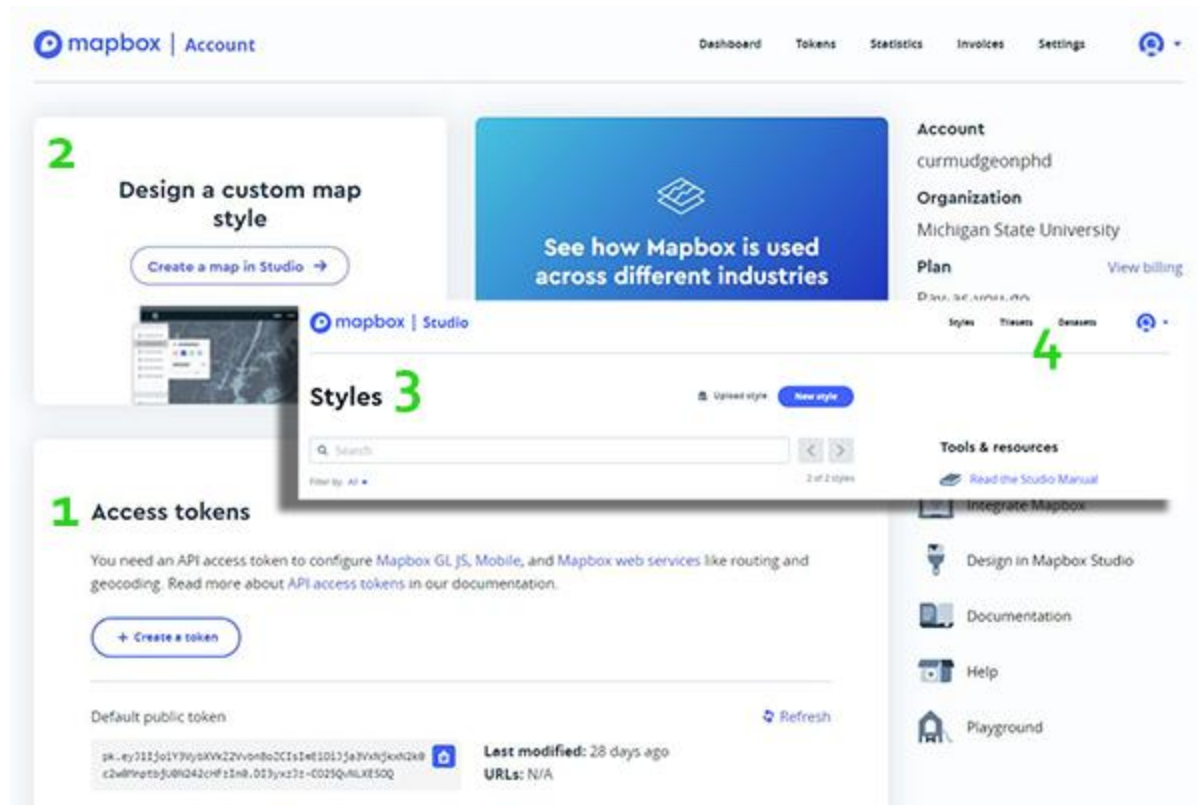 mapbox | Account
Dashboard Tokens Statistics Invoices Settings
2
Design a custom map
style
Create a map in Studio →
See how Mapbox is used
across different industries
Account
curmudgeonphd
Organization
Michigan State University
Plan View billing
Pay-as-you-go
mapbox | Studio
Styles Tilesets Datasets
4
Styles 3
Upload style New style
Search
Filter by: All
2 of 2 styles
Tools & resources
Read the Studio Manual
Integrate Mapbox
Design in Mapbox Studio
Documentation
Help
Playground
1 Access tokens
You need an API access token to configure Mapbox GL JS, Mobile, and Mapbox web services like routing and
geocoding. Read more about API access tokens in our documentation.
+ Create a token
Default public token Refresh
Last modified: 28 days ago
URLs: N/A